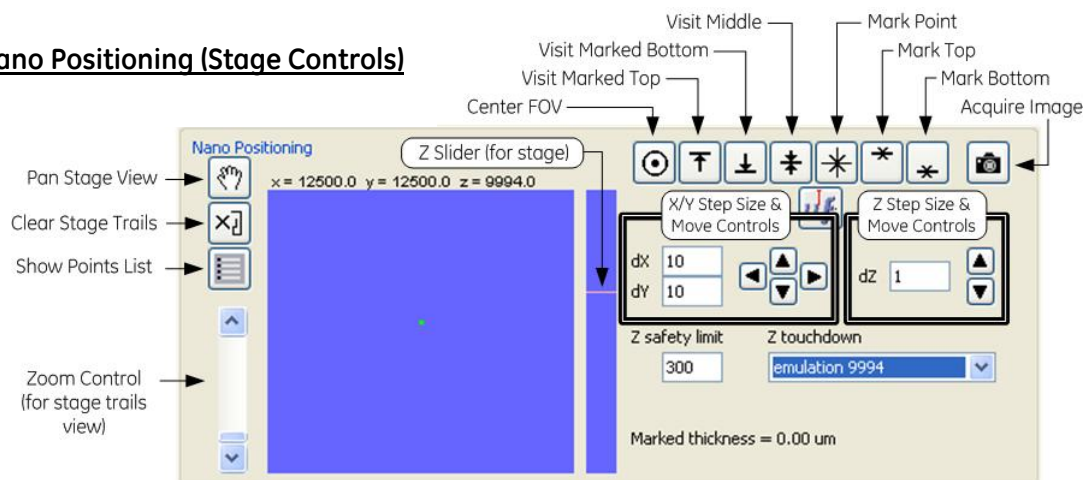 ano Positioning (Stage Controls)
Visit Middle
Mark Point
Visit Marked Bottom
Mark Top
Visit Marked Top
Mark Bottom
Center FOV
Acquire Image
Nano Positioning
Z Slider (for stage)
Pan Stage View
x = 12500.0 y = 12500.0 z = 9994.0
X/Y Step Size &
Move Controls
Z Step Size &
Move Controls
Clear Stage Trails
Show Points List
dX 10
dY 10
dZ 1
Z safety limit
300
Z touchdown
emulation 9994
Zoom Control
(for stage trails
view)
Marked thickness = 0.00 um